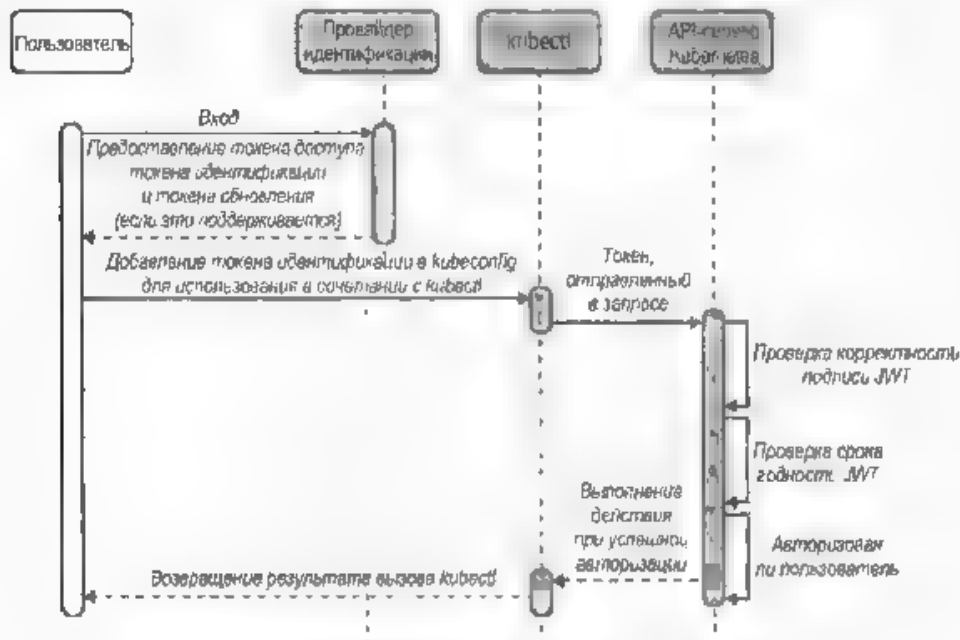 Пользователь
Провайдер
идентификации
kubectl
API-сервер
Kubernetes
Вход
Предоставление токена доступа
токена идентификации
и токена обновления
(если это поддерживается)
Добавление токена идентификации в kubeconfig
для использования в сочетании с kubectl
Токен,
отправленный
в запросе
Проверка корректности
подписи JWT
Проверка срока
годности JWT
Выполнение
действия
при успешной
авторизации
Авторизован
ли пользователь
Возвращение результата вызова kubectl